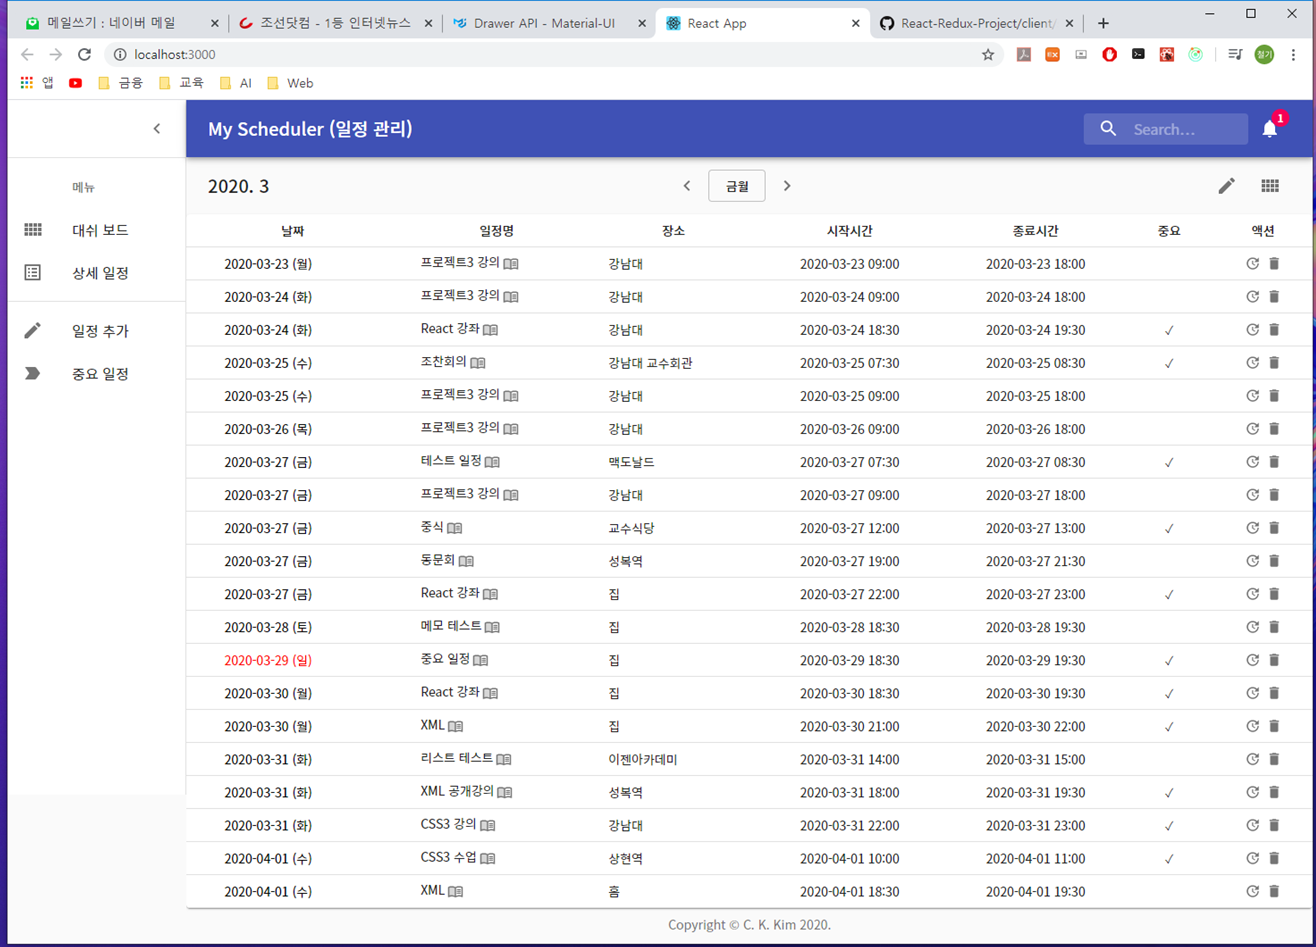 메일쓰기 : 네이버 메일
조선닷컴 - 1등 인터넷뉴스
Drawer API - Material-UI
React App
React-Redux-Project/client/
localhost:3000
EX
철기
앱
금융
교육
AI
Web
My Scheduler (일정 관리)
Search...
1
메뉴
대쉬 보드
상세 일정
일정 추가
중요 일정
2020. 3
금월
날짜 일정명 장소 시작시간 종료시간 중요 액션
2020-03-23 (월) 프로젝트3 강의 강남대 2020-03-23 09:00 2020-03-23 18:00
2020-03-24 (화) 프로젝트3 강의 강남대 2020-03-24 09:00 2020-03-24 18:00
2020-03-24 (화) React 강좌 강남대 2020-03-24 18:30 2020-03-24 19:30 ✓
2020-03-25 (수) 조찬회의 강남대 교수회관 2020-03-25 07:30 2020-03-25 08:30 ✓
2020-03-25 (수) 프로젝트3 강의 강남대 2020-03-25 09:00 2020-03-25 18:00
2020-03-26 (목) 프로젝트3 강의 강남대 2020-03-26 09:00 2020-03-26 18:00
2020-03-27 (금) 테스트 일정 맥도날드 2020-03-27 07:30 2020-03-27 08:30 ✓
2020-03-27 (금) 프로젝트3 강의 강남대 2020-03-27 09:00 2020-03-27 18:00
2020-03-27 (금) 중식 교수식당 2020-03-27 12:00 2020-03-27 13:00 ✓
2020-03-27 (금) 동문회 성복역 2020-03-27 19:00 2020-03-27 21:30
2020-03-27 (금) React 강좌 집 2020-03-27 22:00 2020-03-27 23:00 ✓
2020-03-28 (토) 메모 테스트 집 2020-03-28 18:30 2020-03-28 19:30
2020-03-29 (일) 중요 일정 집 2020-03-29 18:30 2020-03-29 19:30 ✓
2020-03-30 (월) React 강좌 집 2020-03-30 18:30 2020-03-30 19:30 ✓
2020-03-30 (월) XML 집 2020-03-30 21:00 2020-03-30 22:00 ✓
2020-03-31 (화) 리스트 테스트 이젠아카데미 2020-03-31 14:00 2020-03-31 15:00
2020-03-31 (화) XML 공개강의 성복역 2020-03-31 18:00 2020-03-31 19:30 ✓
2020-03-31 (화) CSS3 강의 강남대 2020-03-31 22:00 2020-03-31 23:00 ✓
2020-04-01 (수) CSS3 수업 상현역 2020-04-01 10:00 2020-04-01 11:00 ✓
2020-04-01 (수) XML 홈 2020-04-01 18:30 2020-04-01 19:30
Copyright © C. K. Kim 2020.